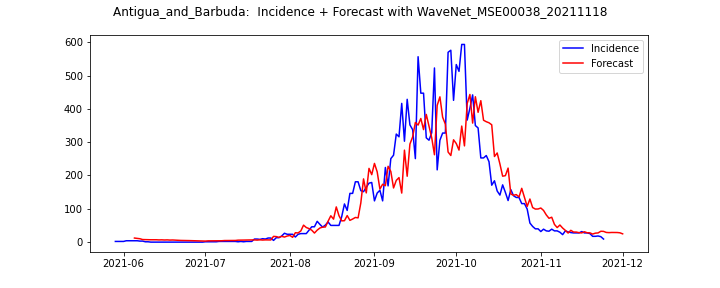 Antigua_and_Barbuda:  Incidence + Forecast with WaveNet_MSE00038_20211118
600
500
400
300
200
100
0
Incidence
Forecast
2021-06 2021-07 2021-08 2021-09 2021-10 2021-11 2021-12